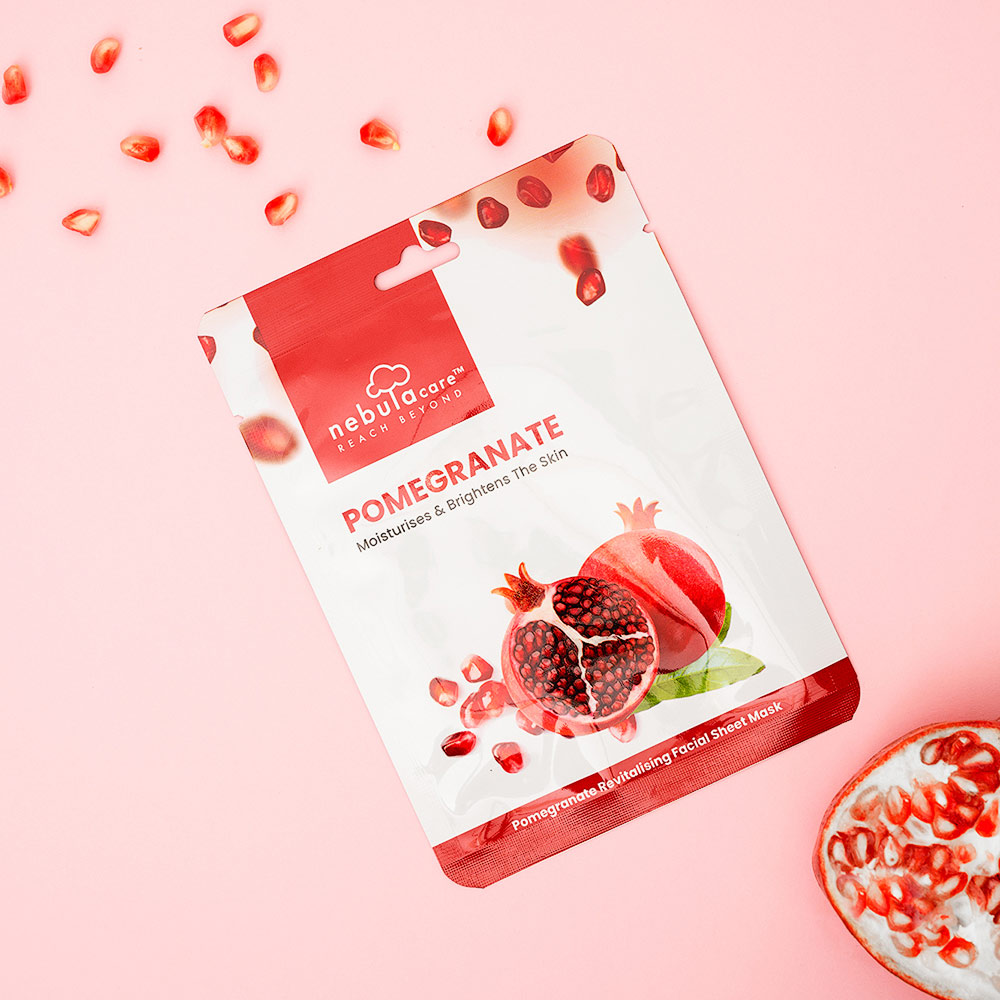 nebulacare™
REACH BEYOND
POMEGRANATE
Moisturises & Brightens The Skin
Pomegranate Revitalising Facial Sheet Mask